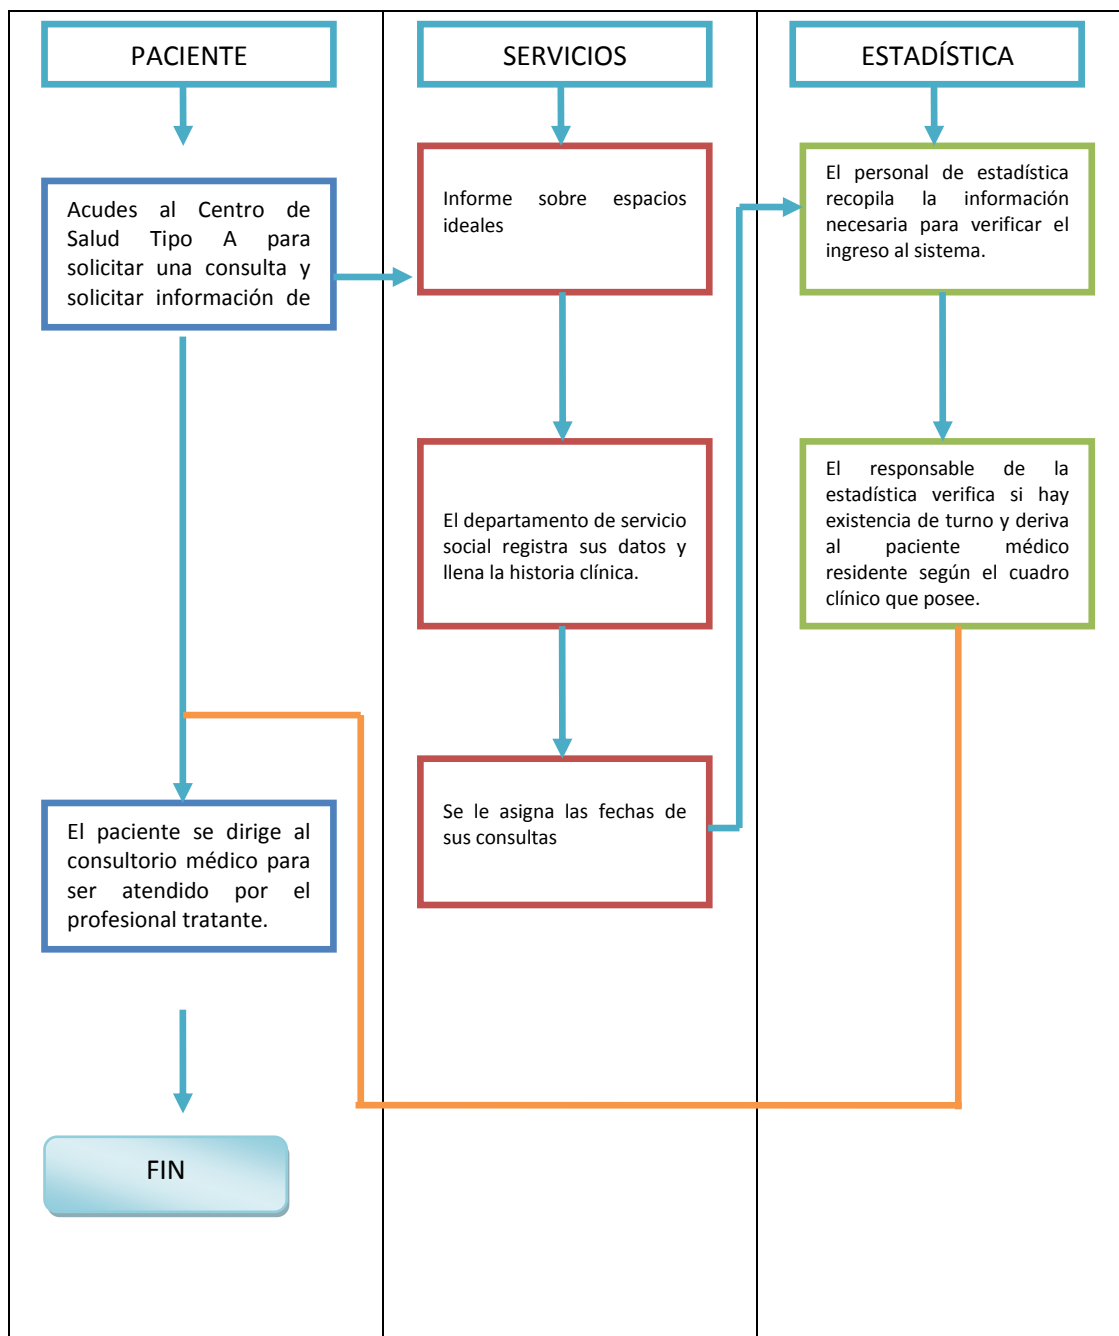 PACIENTE
Acudes al Centro de
Salud Tipo A para
solicitar una consulta y
solicitar información de
El paciente se dirige al
consultorio médico para
ser atendido por el
profesional tratante.
FIN
SERVICIOS
Informe sobre espacios
ideales
El departamento de servicio
social registra sus datos y
llena la historia clínica.
Se le asigna las fechas de
sus consultas
ESTADÍSTICA
El personal de estadística
recopila la información
necesaria para verificar el
ingreso al sistema.
El responsable de la
estadística verifica si hay
existencia de turno y deriva
al paciente médico
residente según el cuadro
clínico que posee.